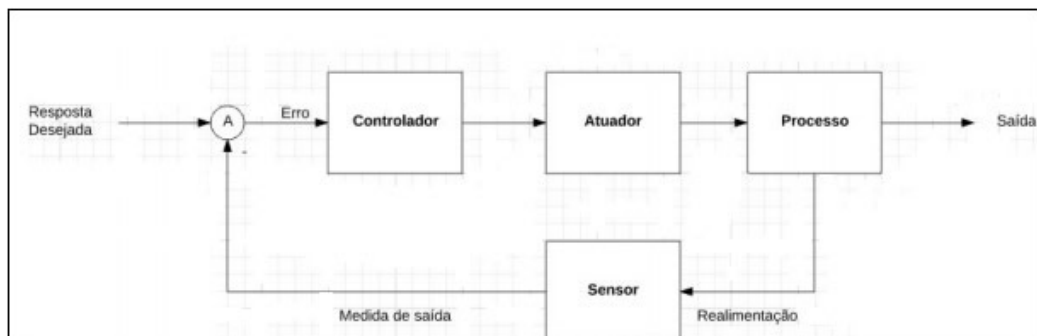 Resposta
Desejada
A
Erro
Controlador
Atuador
Processo
Saída
Sensor
Medida de saída
Realimentação